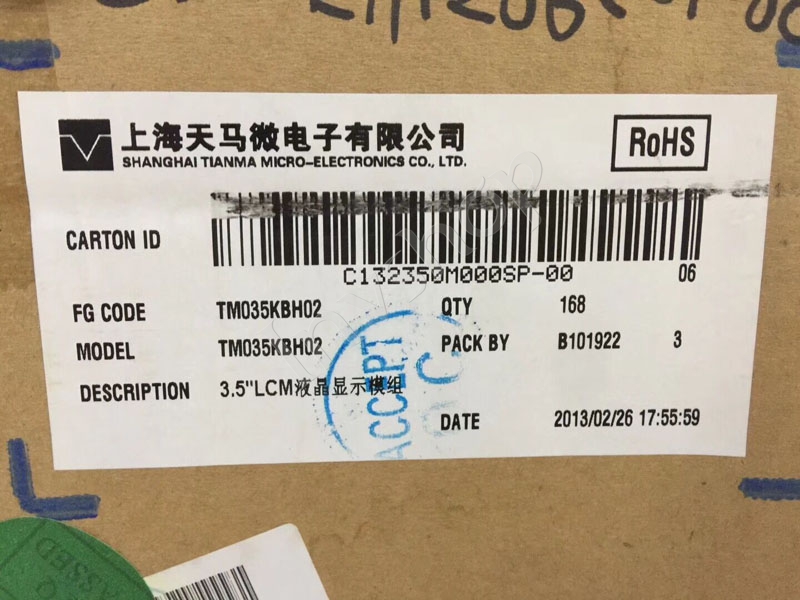 上海天马微电子有限公司
SHANGHAI TIANMA MICRO-ELECTRONICS CO., LTD.
RoHS
CARTON ID
C132350M000SP-00 06
FG CODE TM035KBH02 QTY 168
MODEL TM035KBH02 PACK BY B101922 3
DESCRIPTION 3.5"LCM液晶显示模组
ACCEPT
DATE 2013/02/26 17:55:59